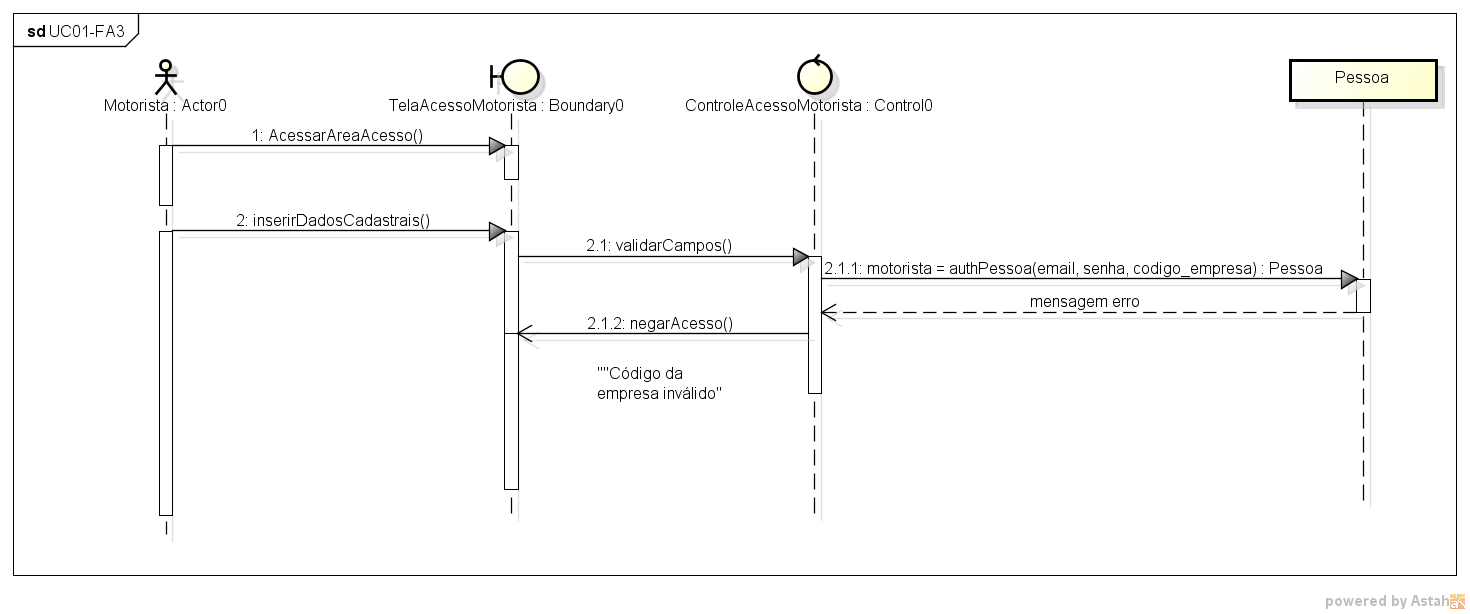 sd UC01-FA3
Motorista : Actor0
TelaAcessoMotorista : Boundary0
ControleAcessoMotorista : Control0
Pessoa
1: AcessarAreaAcesso()
2: inserirDadosCadastrais()
2.1: validarCampos()
2.1.1: motorista = authPessoa(email, senha, codigo_empresa) : Pessoa
mensagem erro
2.1.2: negarAcesso()
""Código da
empresa inválido"
powered by Astah